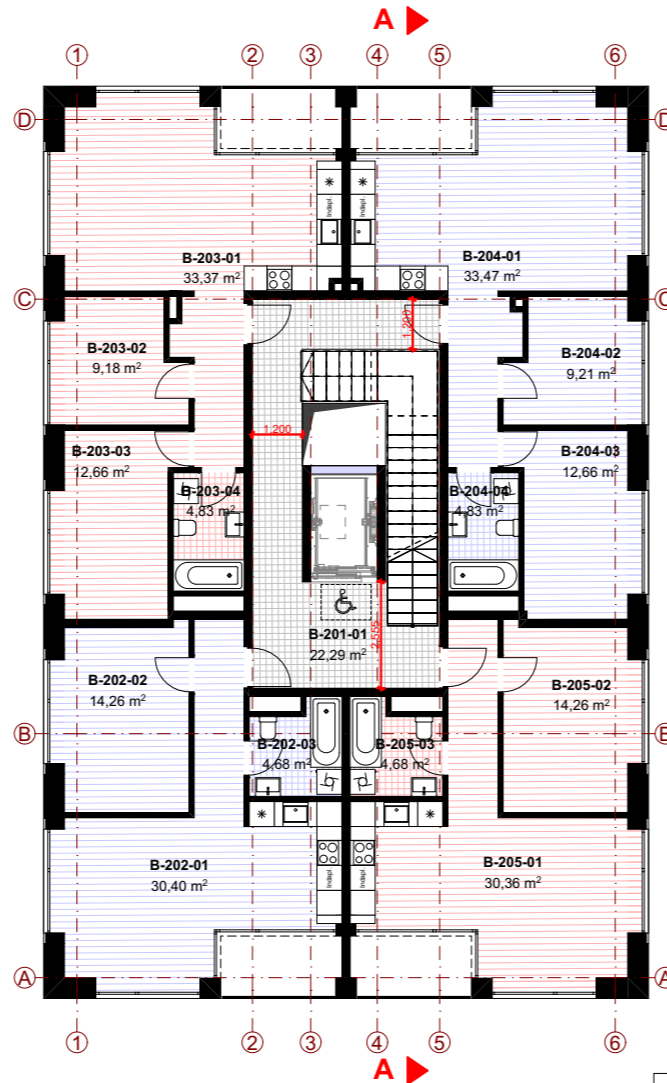 A
1 2 3 4 5 6
D D
Indepl. Indepl.
B-203-01 B-204-01
33,37 m² 33,47 m²
C C
1,200
B-203-02 B-204-02
9,18 m² 9,21 m²
1,200
B-203-03 B-204-03
12,66 m² 12,66 m²
B-203-04 B-204-04
4,83 m² 4,83 m²
B-201-01
22,29 m²
2,555
B-202-02 B-205-02
14,26 m² 14,26 m²
B B
B-202-03 B-205-03
4,68 m² 4,68 m²
B-202-01 B-205-01
30,40 m² 30,36 m²
Indepl. Indepl.
A A
1 2 3 4 5 6
A